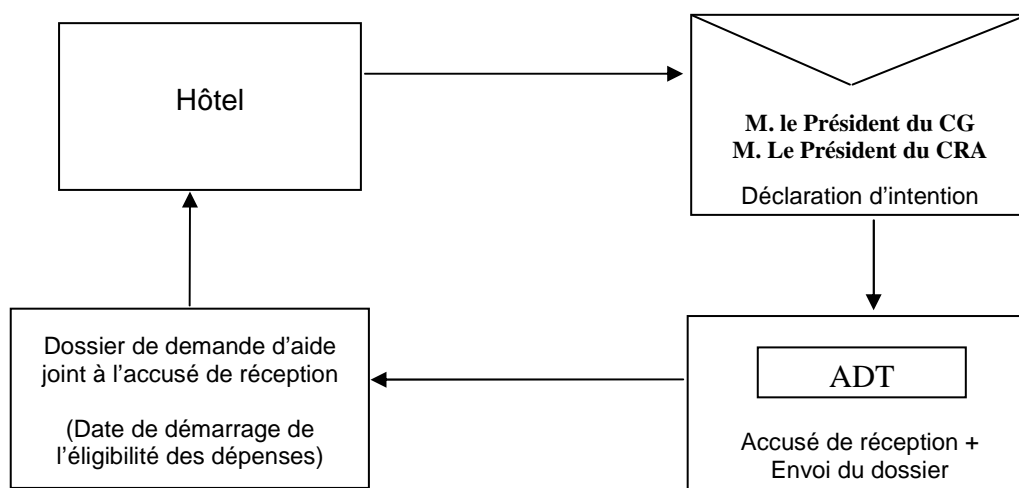 Hôtel
M. le Président du CG
M. Le Président du CRA
Déclaration d’intention
ADT
Accusé de réception +
Envoi du dossier
Dossier de demande d’aide
joint à l’accusé de réception
(Date de démarrage de
l’éligibilité des dépenses)